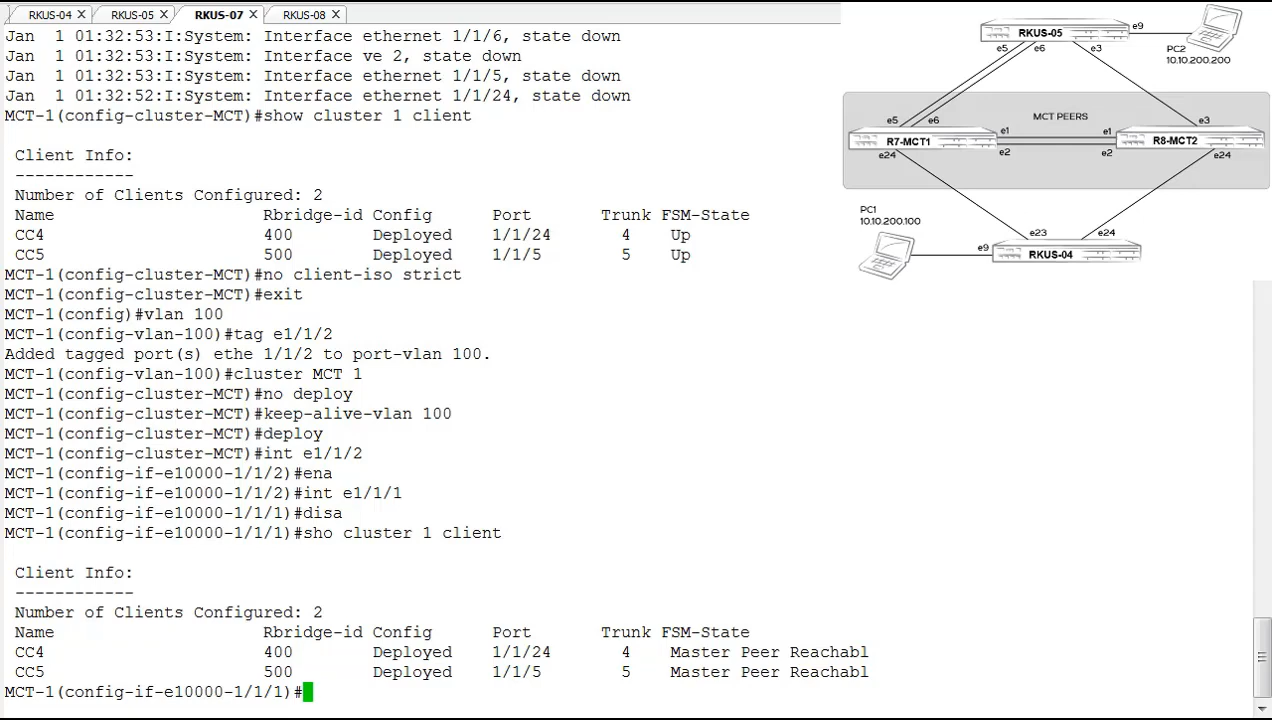 RKUS-04 X RKUS-05 X RKUS-07 X RKUS-08 X
Jan  1 01:32:53:I:System: Interface ethernet 1/1/6, state down
Jan  1 01:32:53:I:System: Interface ve 2, state down
Jan  1 01:32:53:I:System: Interface ethernet 1/1/5, state down
Jan  1 01:32:52:I:System: Interface ethernet 1/1/24, state down
MCT-1(config-cluster-MCT)#show cluster 1 client
Client Info:
------------
Number of Clients Configured: 2
Name Rbridge-id Config Port Trunk FSM-State
CC4 400 Deployed 1/1/24 4 Up
CC5 500 Deployed 1/1/5 5 Up
MCT-1(config-cluster-MCT)#no client-iso strict
MCT-1(config-cluster-MCT)#exit
MCT-1(config)#vlan 100
MCT-1(config-vlan-100)#tag e1/1/2
Added tagged port(s) ethe 1/1/2 to port-vlan 100.
MCT-1(config-vlan-100)#cluster MCT 1
MCT-1(config-cluster-MCT)#no deploy
MCT-1(config-cluster-MCT)#keep-alive-vlan 100
MCT-1(config-cluster-MCT)#deploy
MCT-1(config-cluster-MCT)#int e1/1/2
MCT-1(config-if-e10000-1/1/2)#ena
MCT-1(config-if-e10000-1/1/2)#int e1/1/1
MCT-1(config-if-e10000-1/1/1)#disa
MCT-1(config-if-e10000-1/1/1)#sho cluster 1 client
Client Info:
------------
Number of Clients Configured: 2
Name Rbridge-id Config Port Trunk FSM-State
CC4 400 Deployed 1/1/24 4 Master Peer Reachabl
CC5 500 Deployed 1/1/5 5 Master Peer Reachabl
MCT-1(config-if-e10000-1/1/1)#
RKUS-05 e9
e5 e6 e3
PC2
10.10.200.200
MCT PEERS
e5 e6 e3
R7-MCT1 e1 e1 R8-MCT2
e24 e2 e2 e24
PC1
10.10.200.100
e23 e24
e9 RKUS-04